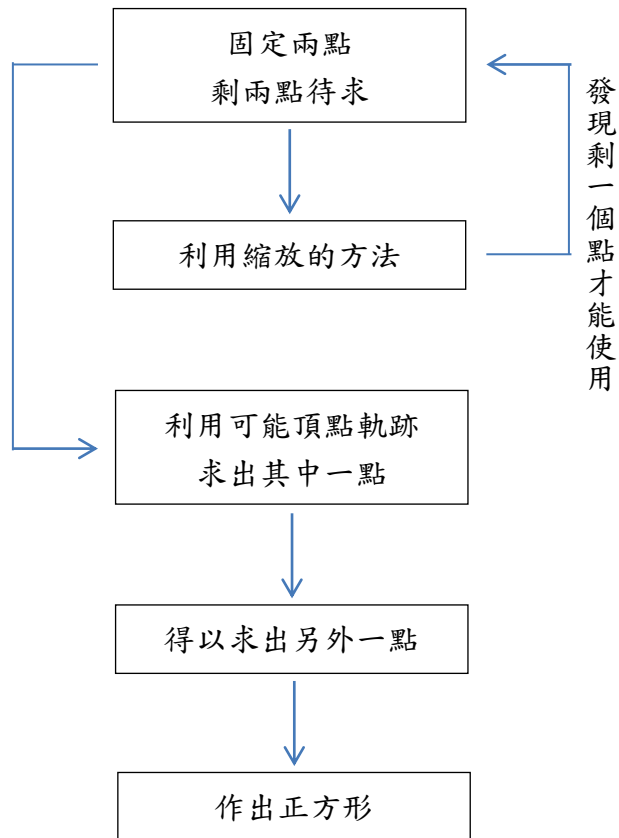 固定兩點
剩兩點待求
發現剩一個點才能使用
利用縮放的方法
利用可能頂點軌跡
求出其中一點
得以求出另外一點
作出正方形